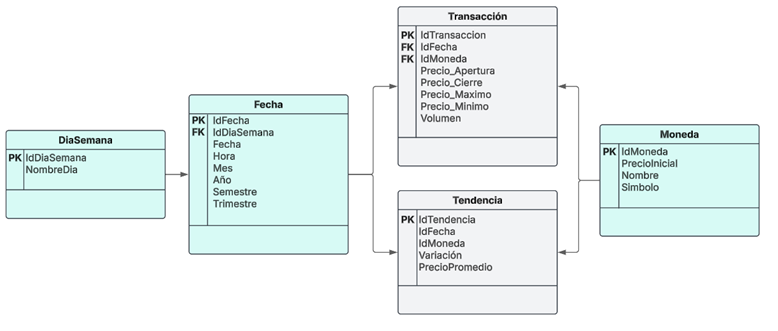 DiaSemana
PK IdDiaSemana
NombreDia
Fecha
PK IdFecha
FK IdDiaSemana
Fecha
Hora
Mes
Año
Semestre
Trimestre
Transacción
PK IdTransaccion
FK IdFecha
FK IdMoneda
Precio_Apertura
Precio_Cierre
Precio_Maximo
Precio_Minimo
Volumen
Tendencia
PK IdTendencia
IdFecha
IdMoneda
Variación
PrecioPromedio
Moneda
PK IdMoneda
PrecioInicial
Nombre
Simbolo